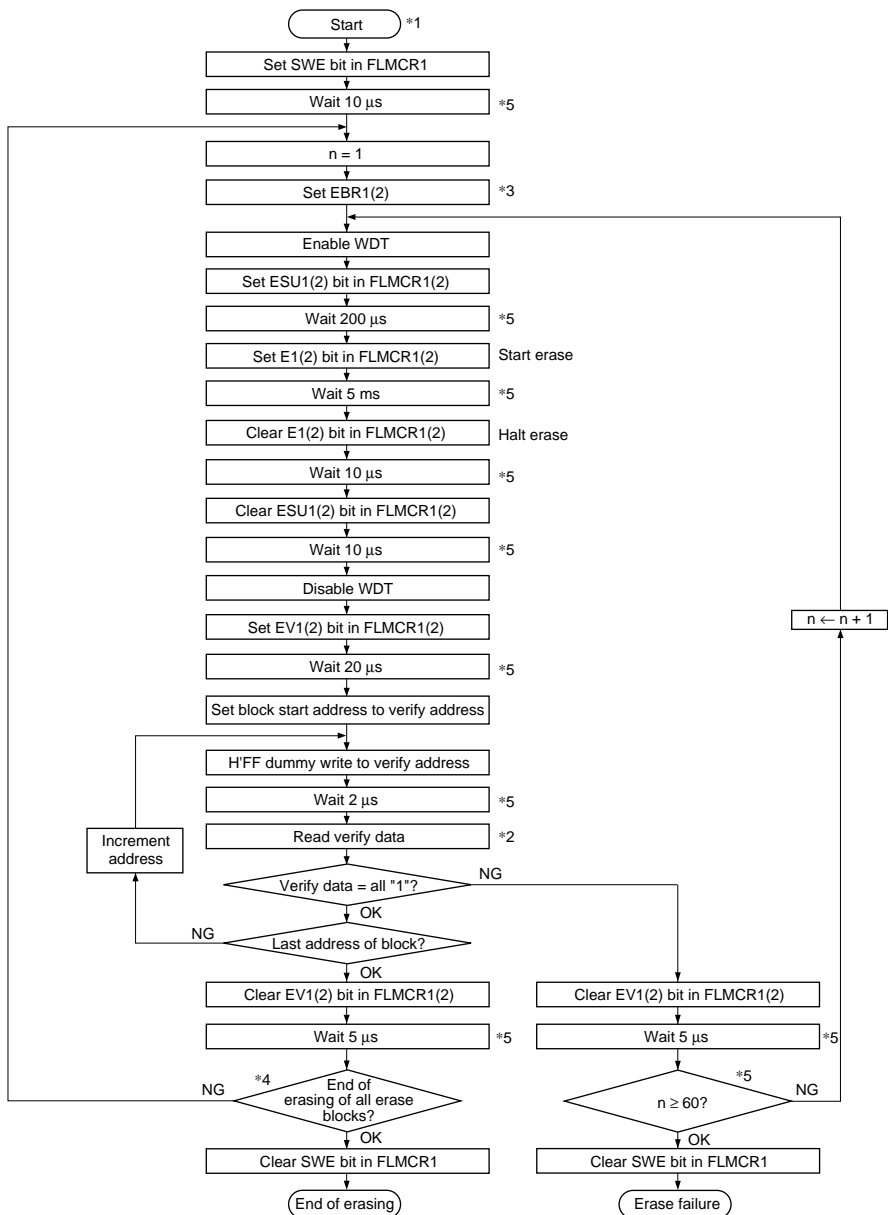 Start *1
Set SWE bit in FLMCR1
Wait 10 μs *5
n = 1
Set EBR1(2) *3
Enable WDT
Set ESU1(2) bit in FLMCR1(2)
Wait 200 μs *5
Set E1(2) bit in FLMCR1(2) Start erase
Wait 5 ms *5
Clear E1(2) bit in FLMCR1(2) Halt erase
Wait 10 μs *5
Clear ESU1(2) bit in FLMCR1(2)
Wait 10 μs *5
Disable WDT
Set EV1(2) bit in FLMCR1(2)
n ← n + 1
Wait 20 μs *5
Set block start address to verify address
H'FF dummy write to verify address
Wait 2 μs *5
Increment
address
Read verify data *2
Verify data = all "1"? NG
OK
NG Last address of block?
OK
Clear EV1(2) bit in FLMCR1(2) Clear EV1(2) bit in FLMCR1(2)
Wait 5 μs *5 Wait 5 μs *5
NG *4 End of
erasing of all erase
blocks?
*5 n ≥ 60? NG
OK OK
Clear SWE bit in FLMCR1 Clear SWE bit in FLMCR1
End of erasing Erase failure